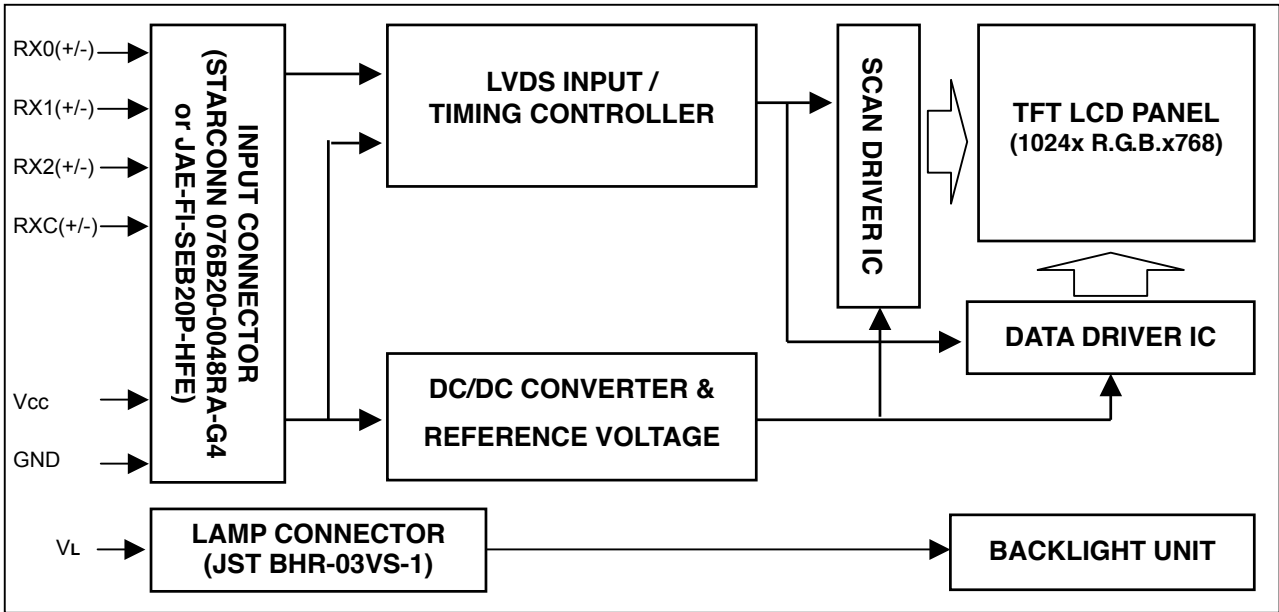 RX0(+/-)
RX1(+/-)
RX2(+/-)
RXC(+/-)
Vcc
GND
INPUT CONNECTOR
(STARCONN 076B20-0048RA-G4
or JAE-FI-SEB20P-HFE)
LVDS INPUT /
TIMING CONTROLLER
SCAN DRIVER IC
TFT LCD PANEL
(1024x R.G.B.x768)
DATA DRIVER IC
DC/DC CONVERTER &
REFERENCE VOLTAGE
VL
LAMP CONNECTOR
(JST BHR-03VS-1)
BACKLIGHT UNIT